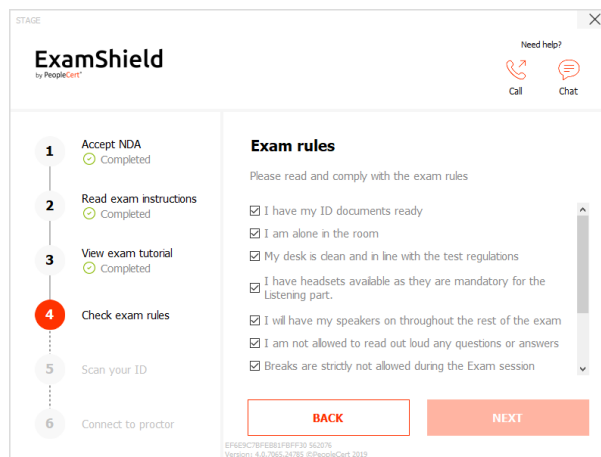 STAGE
ExamShield
by PeopleCert®
Need help?
Call
Chat
1
Accept NDA
Completed
2
Read exam instructions
Completed
3
View exam tutorial
Completed
4
Check exam rules
5
Scan your ID
6
Connect to proctor
Exam rules
Please read and comply with the exam rules
I have my ID documents ready
I am alone in the room
My desk is clean and in line with the test regulations
I have headsets available as they are mandatory for the
Listening part.
I will have my speakers on throughout the rest of the exam
I am not allowed to read out loud any questions or answers
Breaks are strictly not allowed during the Exam session
BACK
NEXT
EF6E9C7BFEB81FBFF30 562076
Version: 4.0.7065.24785 ©PeopleCert 2019